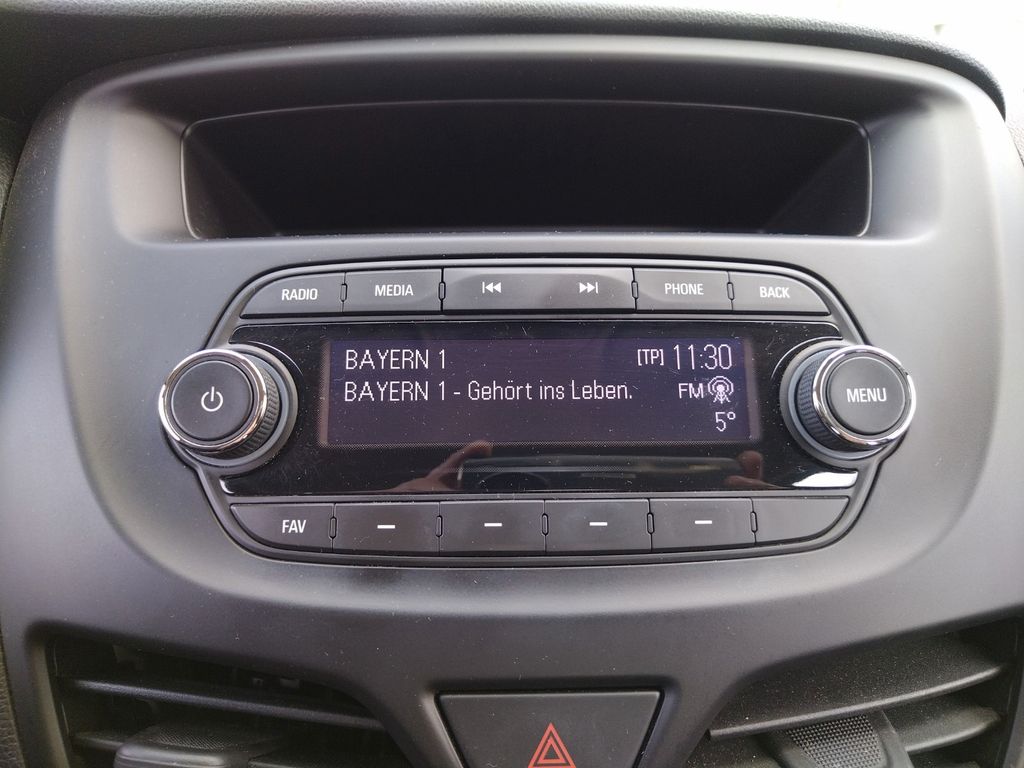 RADIO MEDIA PHONE BACK
BAYERN 1 [TP] 11:30
BAYERN 1 - Gehört ins Leben. FM
5°
MENU
FAV